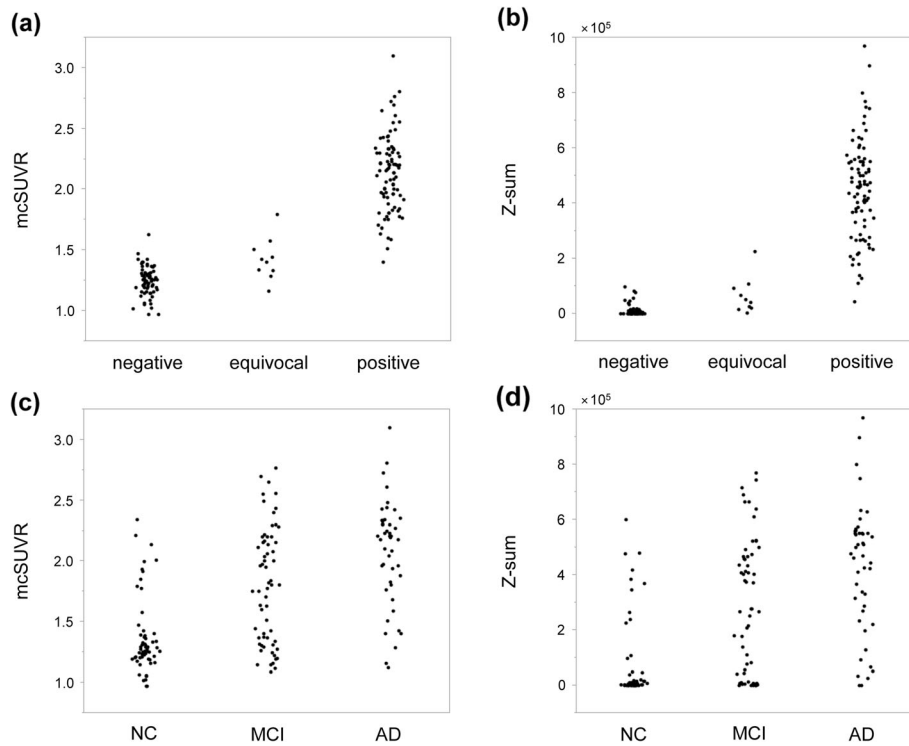 (a)
mcSUVR
3.0
2.5
2.0
1.5
1.0
negative equivocal positive
(b)
× 10⁵
Z-sum
10
8
6
4
2
0
negative equivocal positive
(c)
mcSUVR
3.0
2.5
2.0
1.5
1.0
NC MCI AD
(d)
× 10⁵
Z-sum
10
8
6
4
2
0
NC MCI AD